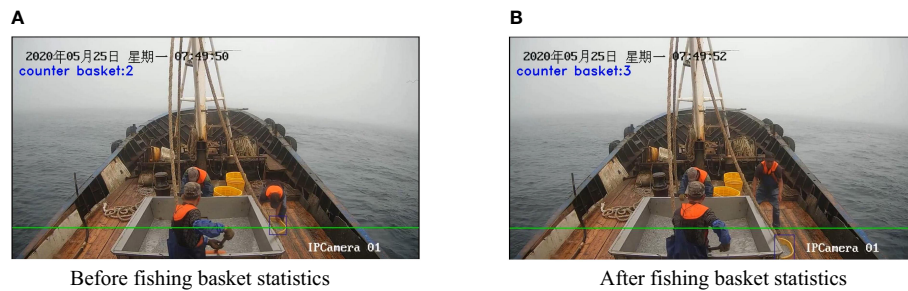 A
B
2020年05月25日 星期一 07:49:50
counter basket:2
IPCamera 01
2020年05月25日 星期一 07:49:52
counter basket:3
IPCamera 01
Before fishing basket statistics
After fishing basket statistics